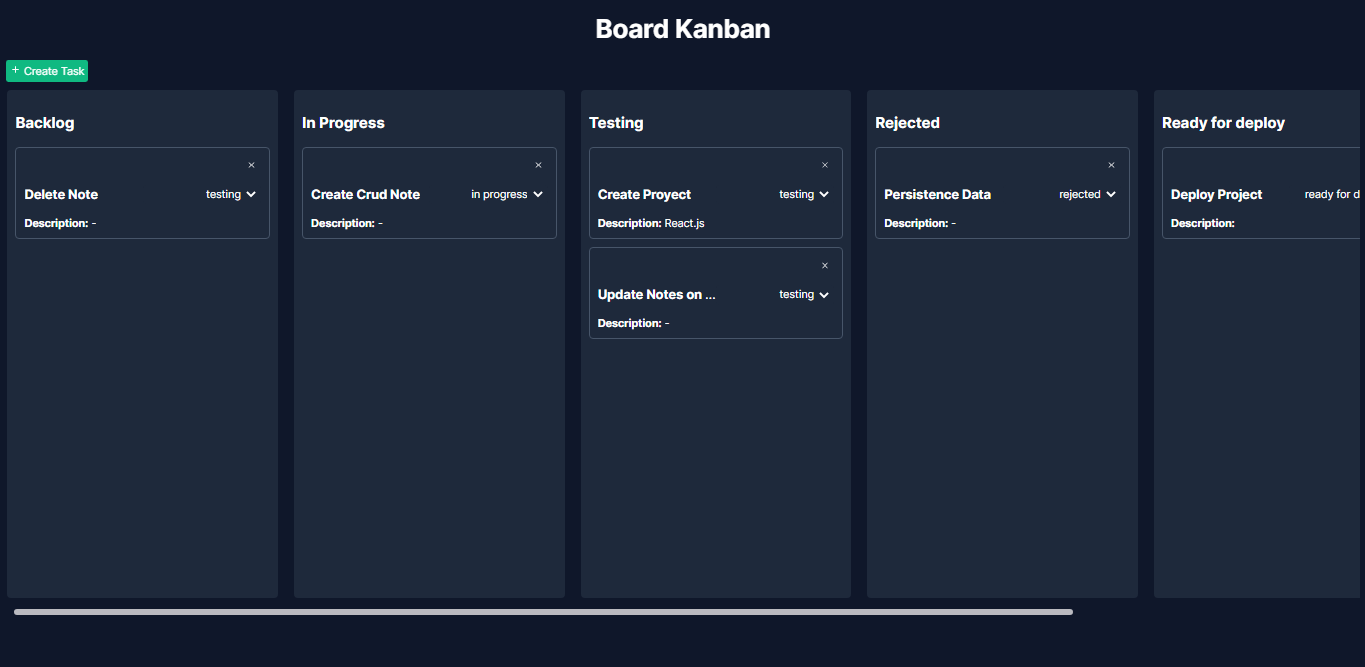 Board Kanban
+ Create Task
Backlog
×
Delete Note testing
Description: -
In Progress
×
Create Crud Note in progress
Description: -
Testing
×
Create Proyect testing
Description: React.js
×
Update Notes on ... testing
Description: -
Rejected
×
Persistence Data rejected
Description: -
Ready for deploy
Deploy Project ready for d
Description: